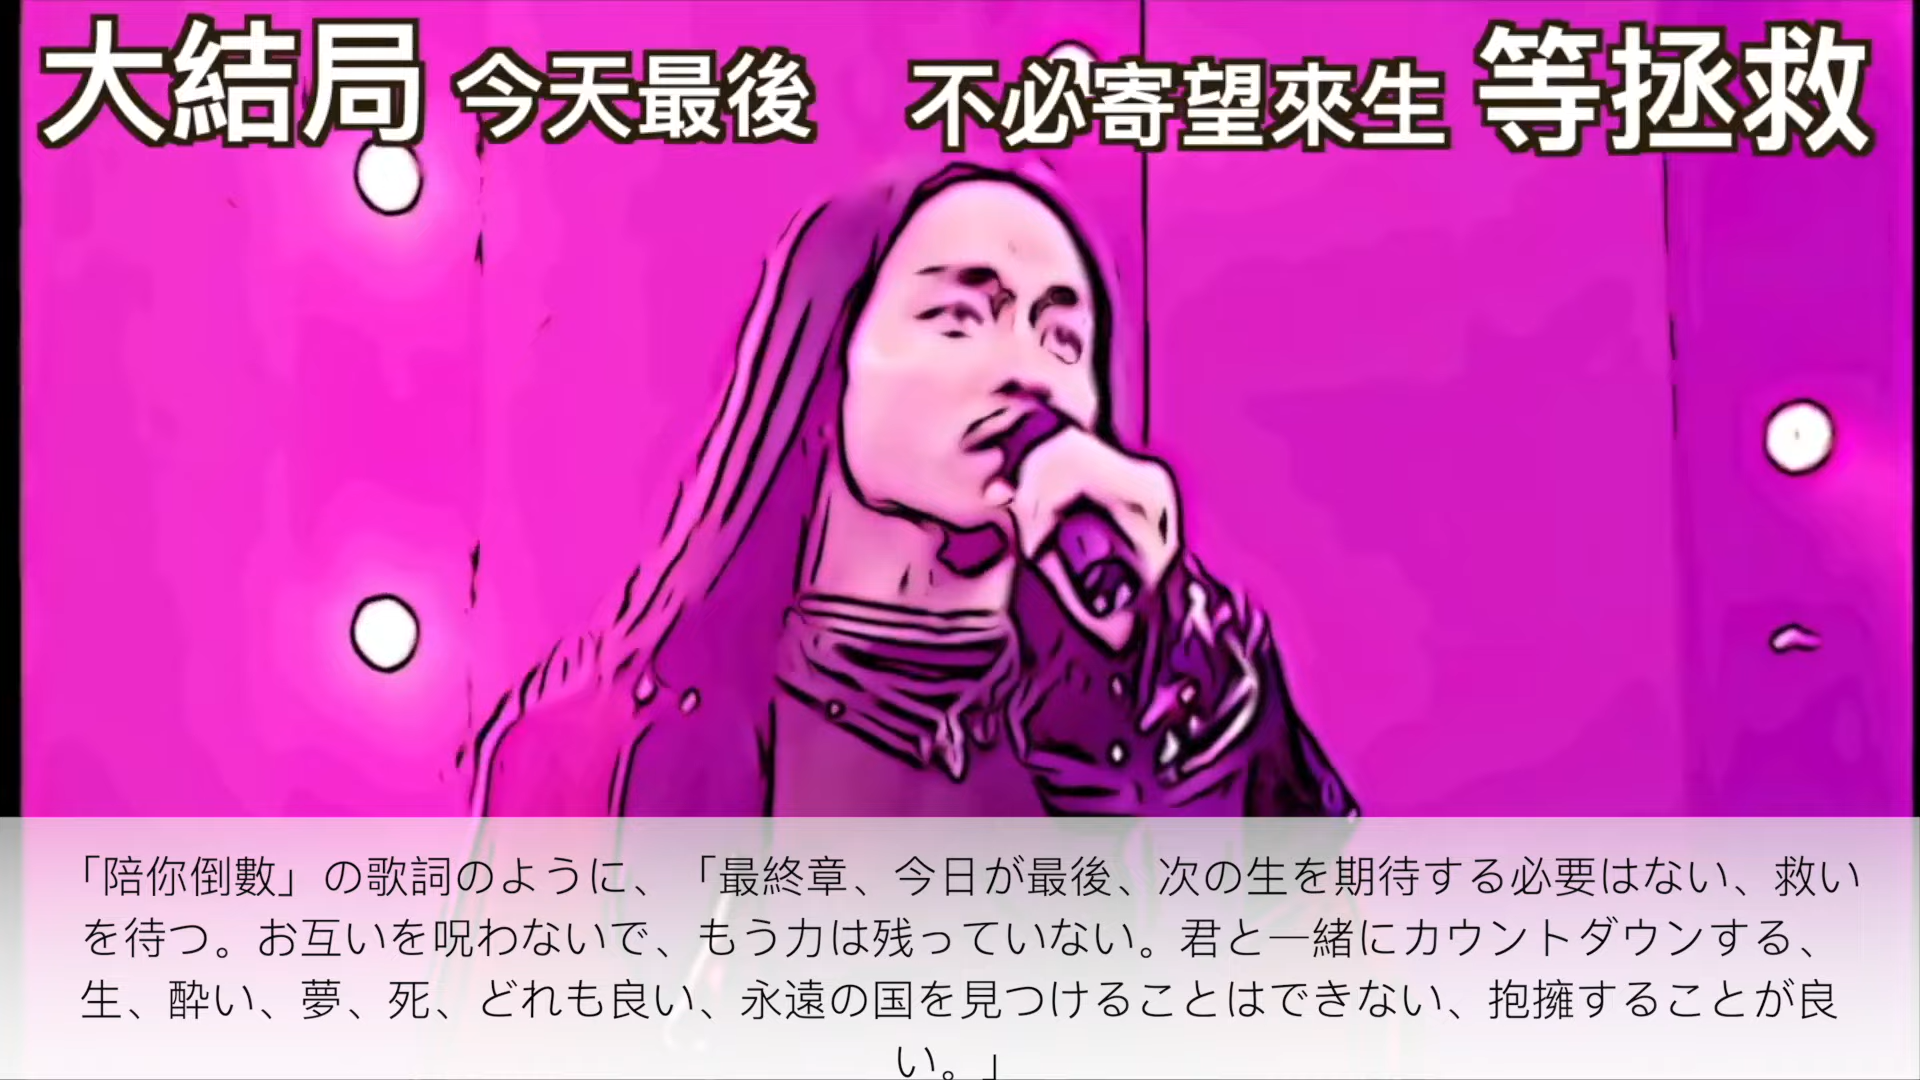 大結局 今天最後 不必寄望來生 等拯救
「陪你倒數」の歌詞のように、「最終章、今日が最後、次の生を期待する必要はない、救い
を待つ。お互いを呪わないで、もう力は残っていない。君と一緒にカウントダウンする、
生、酔い、夢、死、どれも良い、永遠の国を見つけることはできない、抱擁することが良
い。」